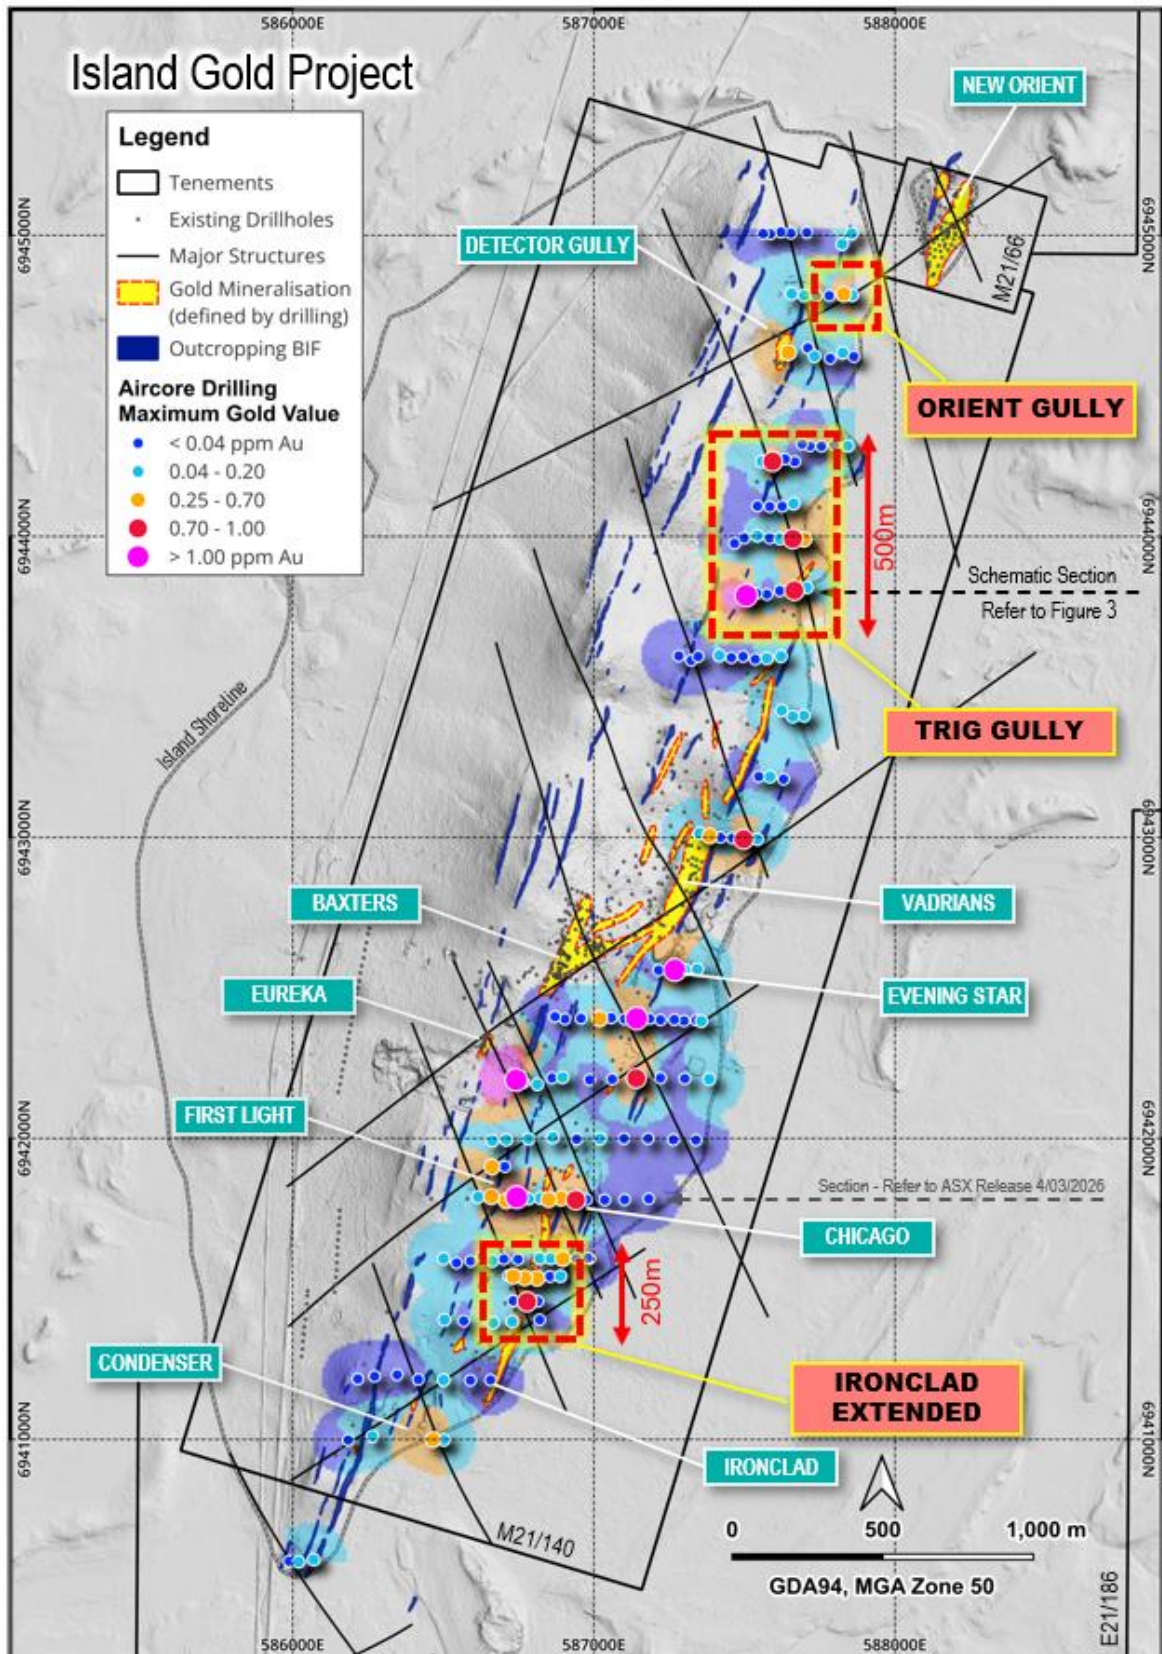 586000E
587000E
588000E
Island Gold Project
NEW ORIENT
Legend
Tenements
Existing Drillholes
Major Structures
Gold Mineralisation
(defined by drilling)
Outcropping BIF
Aircore Drilling
Maximum Gold Value
< 0.04 ppm Au
0.04 - 0.20
0.25 - 0.70
0.70 - 1.00
> 1.00 ppm Au
6945000N
6945000N
DETECTOR GULLY
M21/66
ORIENT GULLY
6944000N
6944000N
500m
Schematic Section
Refer to Figure 3
Island Shoreline
TRIG GULLY
6943000N
6943000N
BAXTERS
VADRIANS
EUREKA
EVENING STAR
FIRST LIGHT
6942000N
6942000N
Section - Refer to ASX Release 4/03/2026
CHICAGO
250m
CONDENSER
IRONCLAD
EXTENDED
6941000N
6941000N
IRONCLAD
M21/140
0 500 1,000 m
GDA94, MGA Zone 50
E21/186
586000E
587000E
588000E